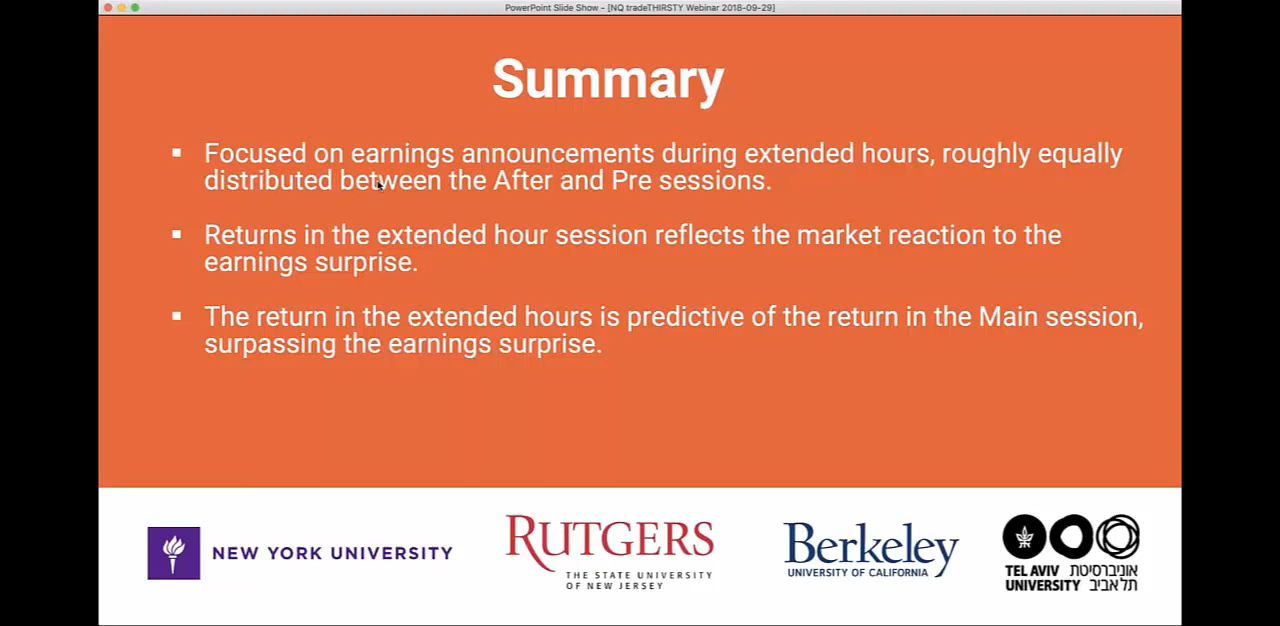 PowerPoint Slide Show - [NQ tradeTHIRSTY Webinar 2018-09-29]
Summary
▪ Focused on earnings announcements during extended hours, roughly equally
distributed between the After and Pre sessions.
▪ Returns in the extended hour session reflects the market reaction to the
earnings surprise.
▪ The return in the extended hours is predictive of the return in the Main session,
surpassing the earnings surprise.
NEW YORK UNIVERSITY
RUTGERS
THE STATE UNIVERSITY
OF NEW JERSEY
Berkeley
UNIVERSITY OF CALIFORNIA
TEL AVIV אוניברסיטת
UNIVERSITY תל אביב